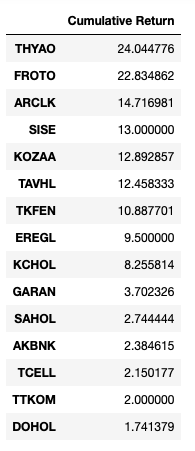 Cumulative Return
THYAO 24.044776
FROTO 22.834862
ARCLK 14.716981
SISE 13.000000
KOZAA 12.892857
TAVHL 12.458333
TKFEN 10.887701
EREGL 9.500000
KCHOL 8.255814
GARAN 3.702326
SAHOL 2.744444
AKBNK 2.384615
TCELL 2.150177
TTKOM 2.000000
DOHOL 1.741379